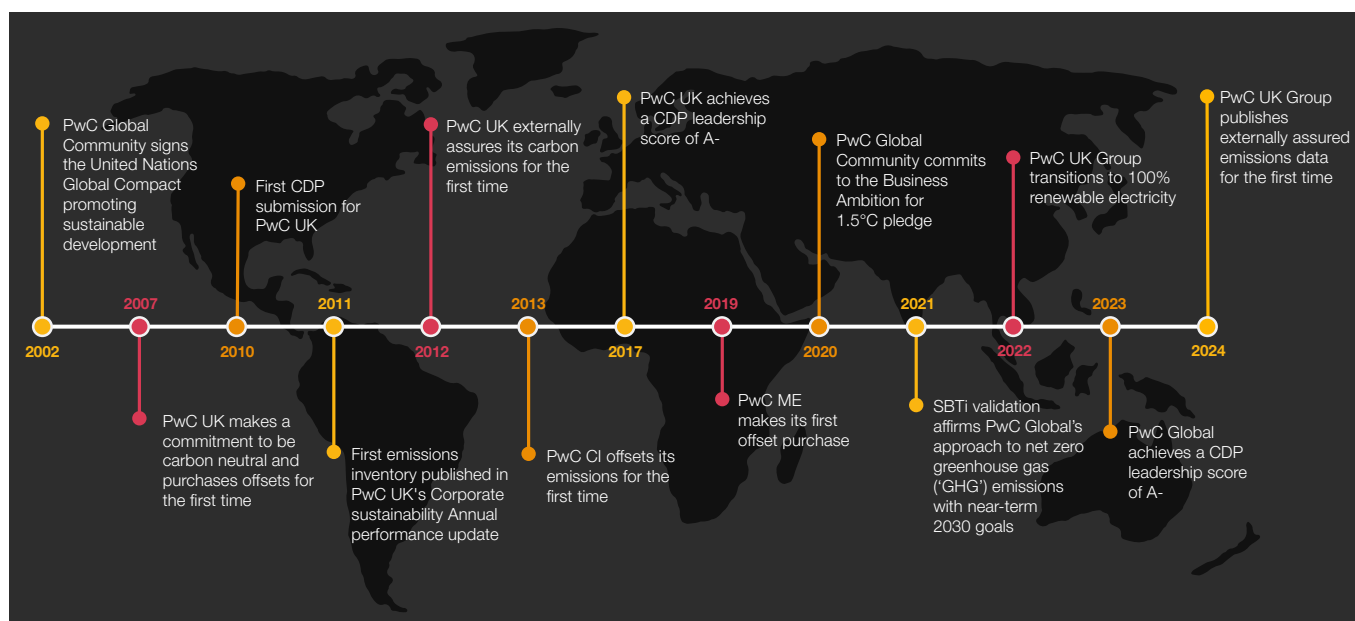 2002
PwC Global
Community signs
the United Nations
Global Compact
promoting
sustainable
development
2007
PwC UK makes a
commitment to be
carbon neutral and
purchases offsets for
the first time
2010
First CDP
submission for
PwC UK
2011
First emissions
inventory published in
PwC UK's Corporate
sustainability Annual
performance update
2012
PwC UK externally
assures its carbon
emissions for the
first time
2013
PwC CI offsets its
emissions for the
first time
2017
PwC UK achieves
a CDP leadership
score of A-
2019
PwC ME
makes its first
offset purchase
2020
PwC Global
Community commits
to the Business
Ambition for
1.5°C pledge
2021
SBTi validation
affirms PwC Global’s
approach to net zero
greenhouse gas
(‘GHG’) emissions
with near-term
2030 goals
2022
PwC UK Group
transitions to 100%
renewable electricity
2023
PwC Global
achieves a CDP
leadership score
of A-
2024
PwC UK Group
publishes
externally assured
emissions data
for the first time